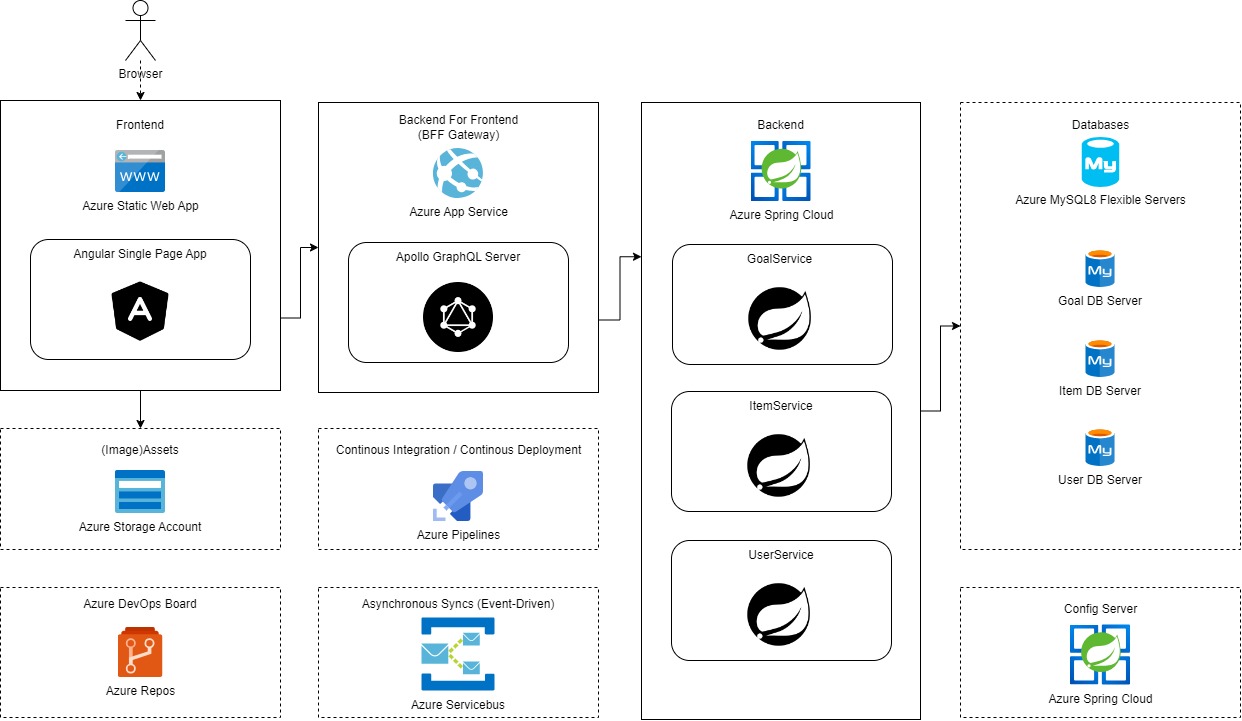 Browser
Frontend
www
Azure Static Web App
Angular Single Page App
A
Backend For Frontend
(BFF Gateway)
Azure App Service
Apollo GraphQL Server
Backend
Azure Spring Cloud
GoalService
ItemService
UserService
Databases
My
Azure MySQL8 Flexible Servers
My
Goal DB Server
My
Item DB Server
My
User DB Server
(Image)Assets
Azure Storage Account
Continous Integration / Continous Deployment
Azure Pipelines
Azure DevOps Board
Azure Repos
Asynchronous Syncs (Event-Driven)
Azure Servicebus
Config Server
Azure Spring Cloud